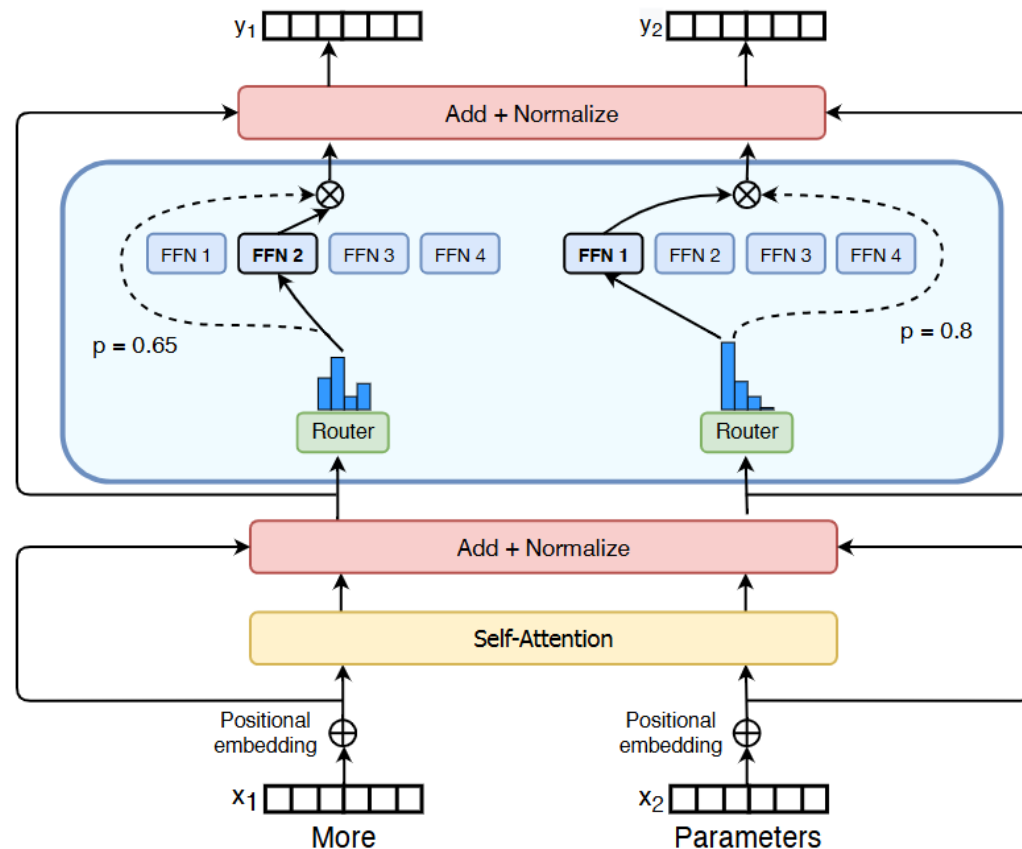 y1
y2
Add + Normalize
FFN 1
FFN 2
FFN 3
FFN 4
FFN 1
FFN 2
FFN 3
FFN 4
p = 0.65
p = 0.8
Router
Router
Add + Normalize
Self-Attention
Positional
embedding
Positional
embedding
x1
x2
More
Parameters